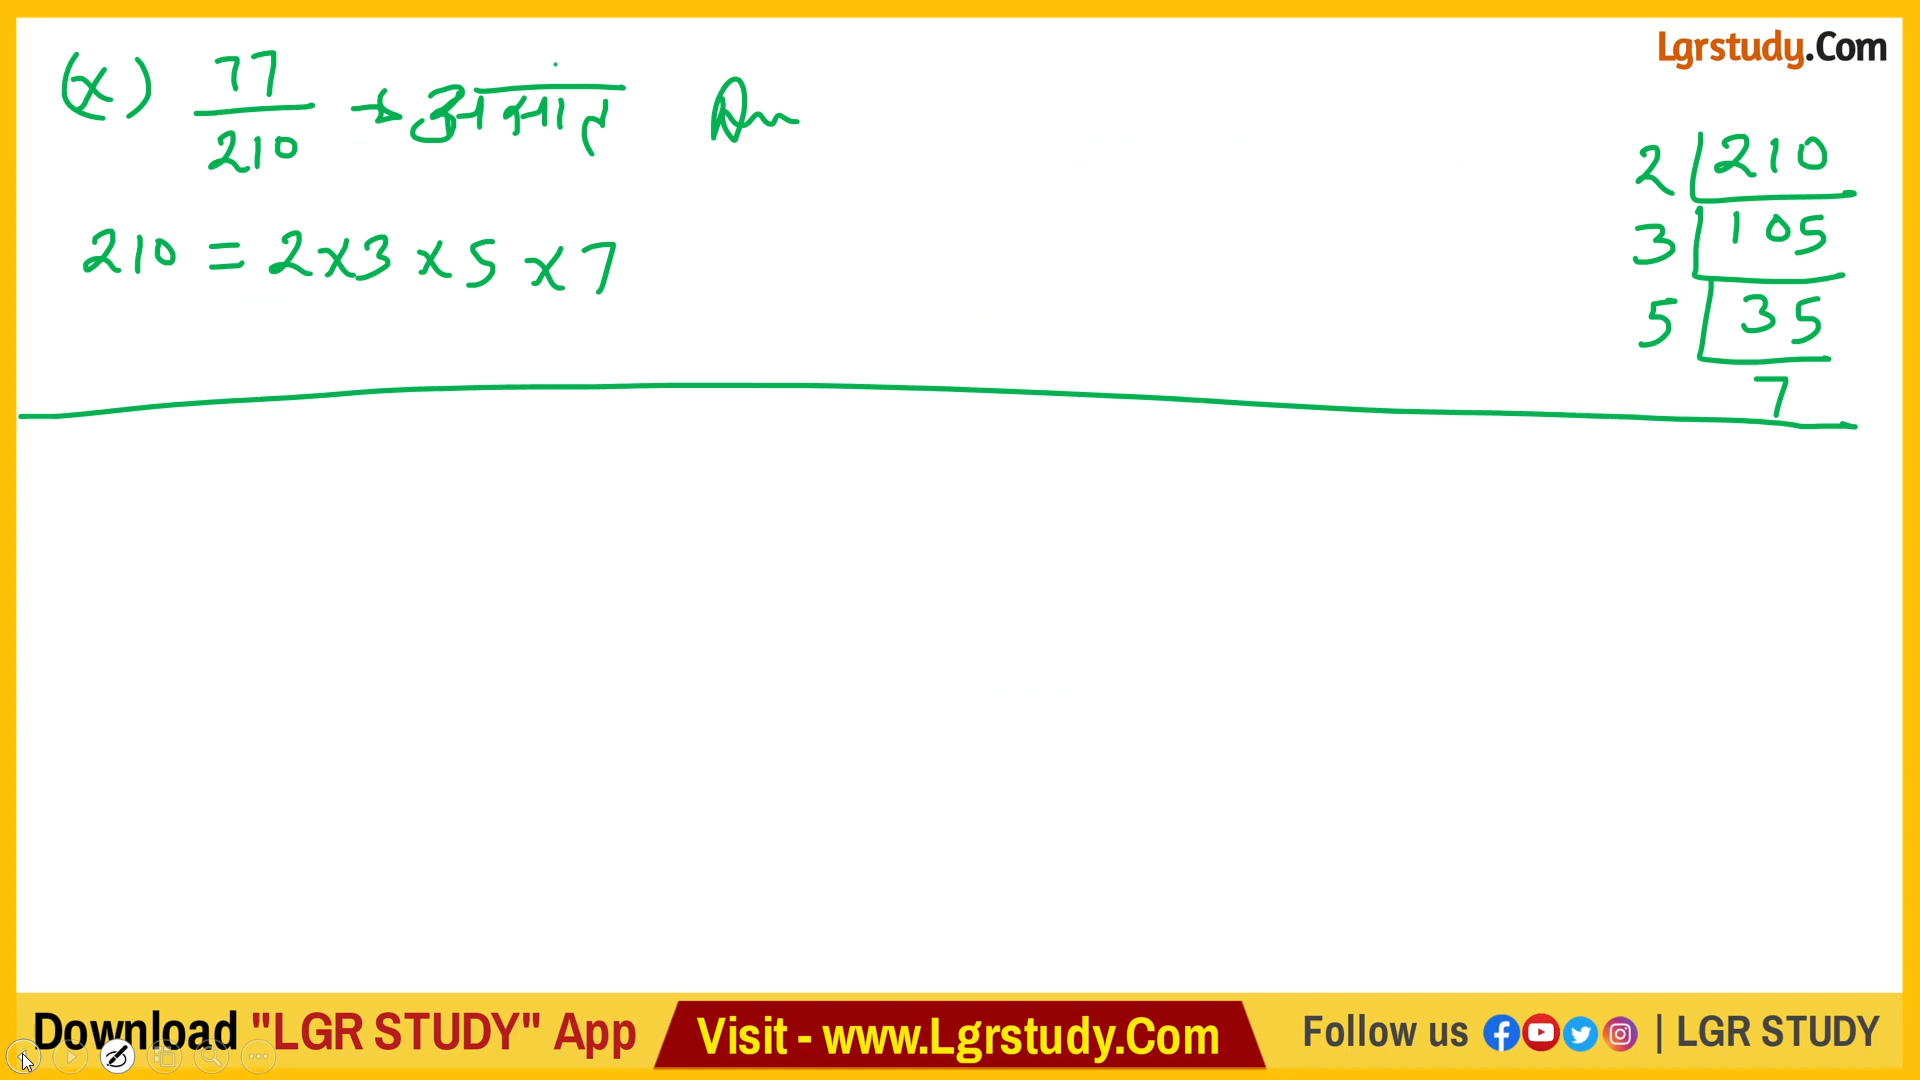 Lgrstudy.Com
(x) 77/210 → असांत Ans
210 = 2 x 3 x 5 x 7
2 | 210
3 | 105
5 | 35
7
Download "LGR STUDY" App
Visit - www.Lgrstudy.Com
Follow us | LGR STUDY